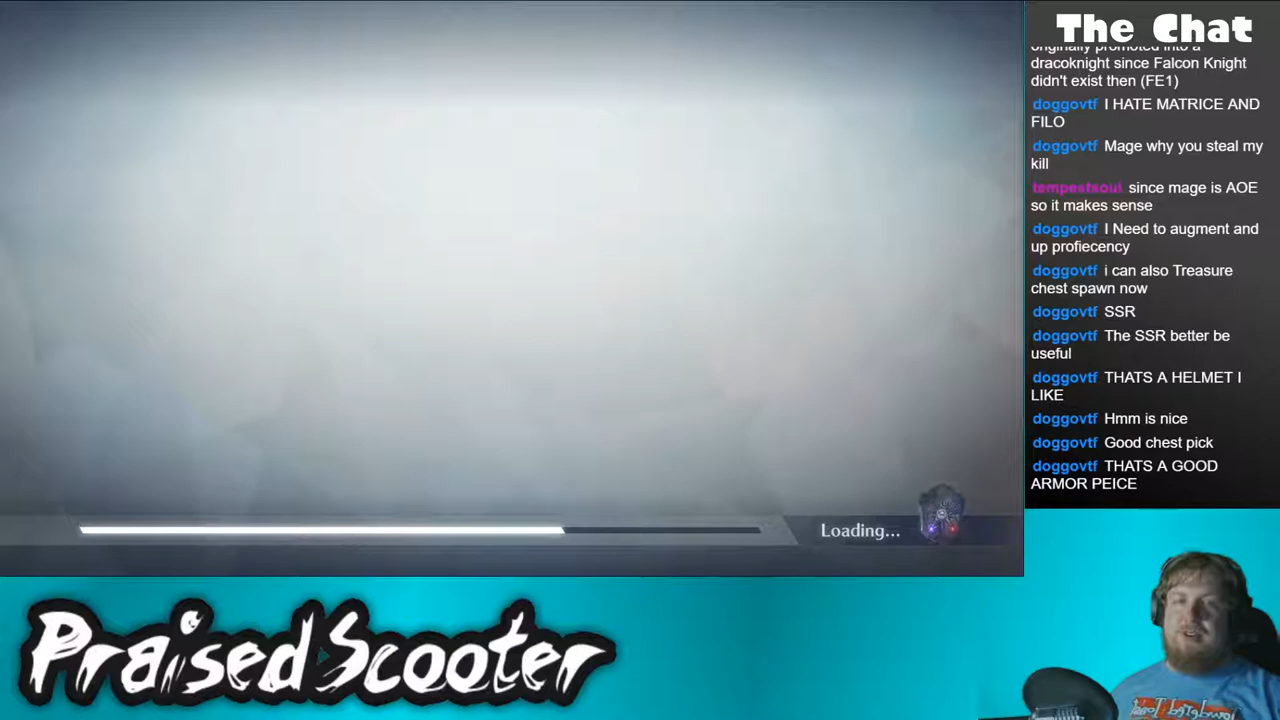 The Chat
originally promoted into a
dracoknight since Falcon Knight
didn't exist then (FE1)
doggovtf I HATE MATRICE AND
FILO
doggovtf Mage why you steal my
kill
tempestsoul since mage is AOE
so it makes sense
doggovtf I Need to augment and
up profiecency
doggovtf i can also Treasure
chest spawn now
doggovtf SSR
doggovtf The SSR better be
useful
doggovtf THATS A HELMET I
LIKE
doggovtf Hmm is nice
doggovtf Good chest pick
doggovtf THATS A GOOD
ARMOR PEICE
Loading...
PraisedScooter